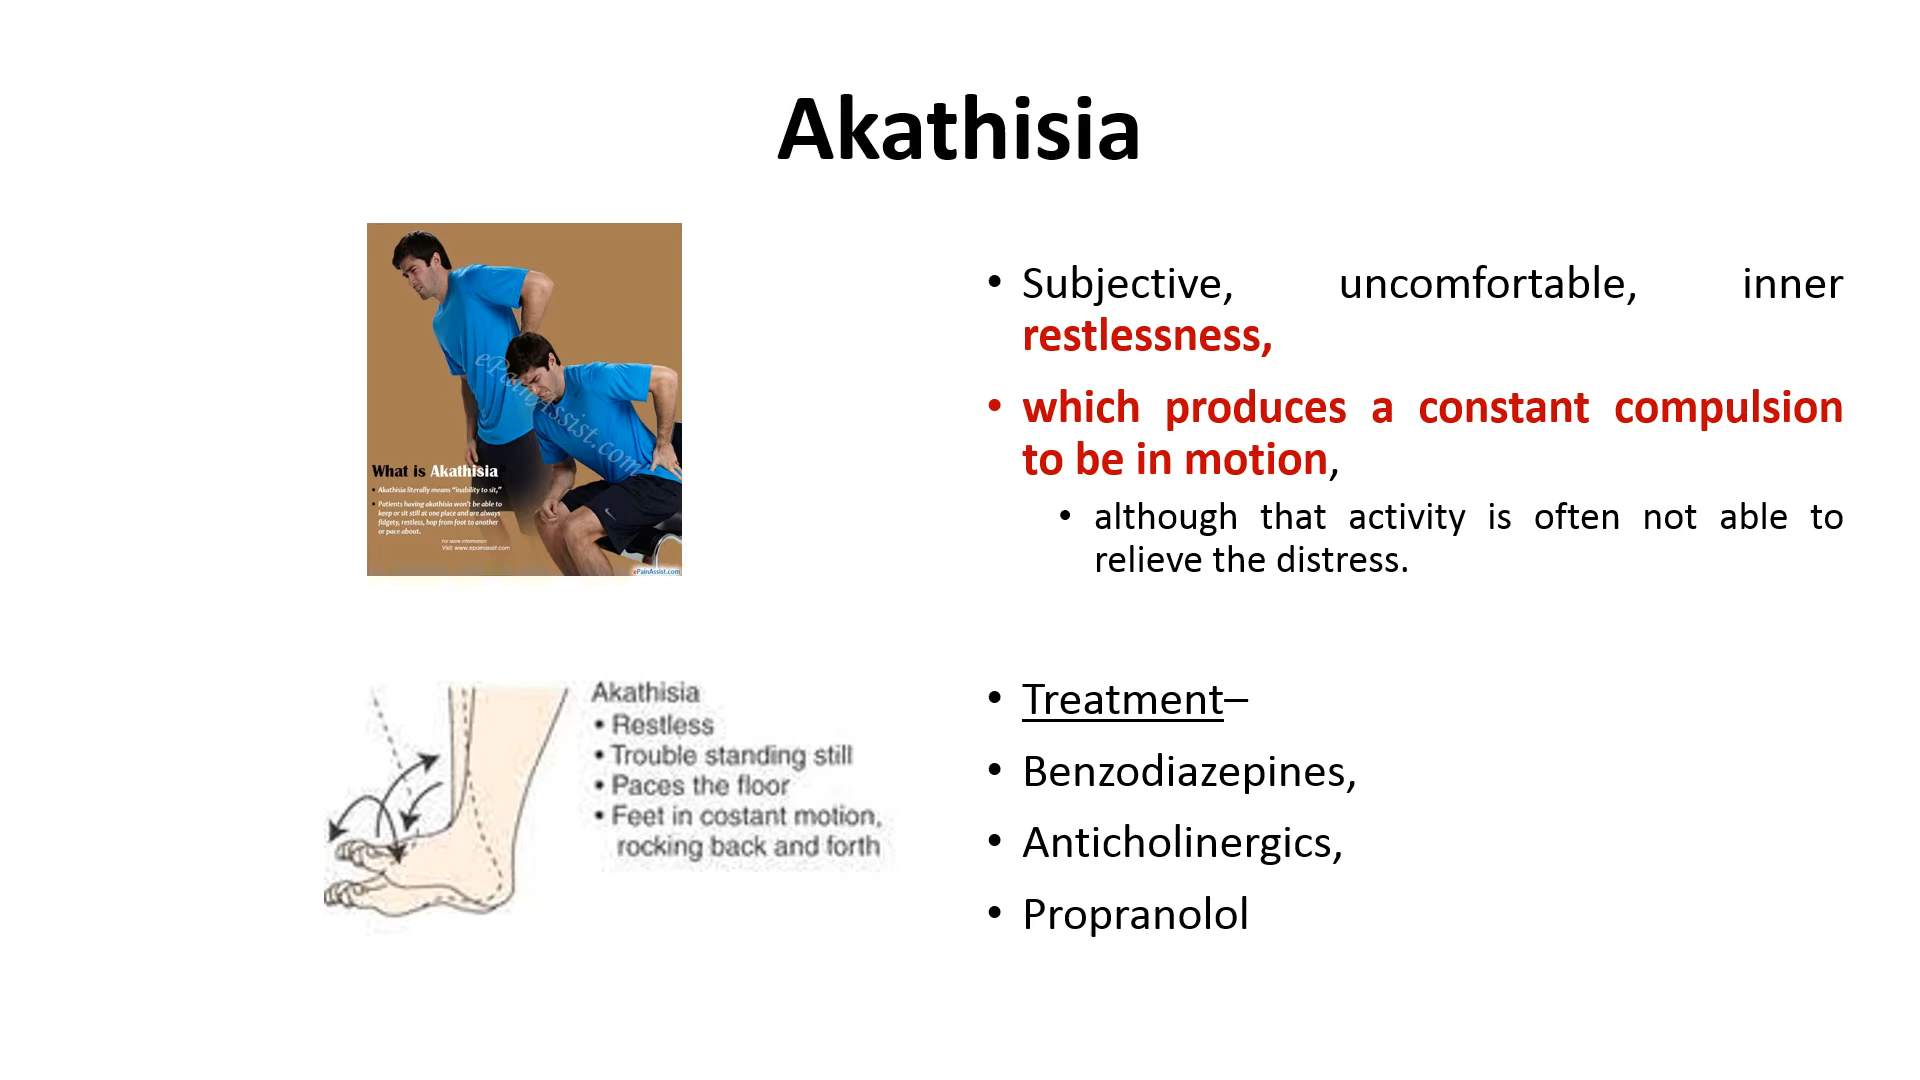 Akathisia
ePainAssist.com
What is Akathisia
• Akathisia literally means "inability to sit,"
• Patients having akathisia won't be able to
keep or sit still at one place and are always
fidgety, restless, hop from foot to another
or pace about.
For More Information:
Visit: www.epainassist.com
ePainAssist.com
• Subjective, uncomfortable, inner
restlessness,
• which produces a constant compulsion
to be in motion,
• although that activity is often not able to
relieve the distress.
Akathisia
• Restless
• Trouble standing still
• Paces the floor
• Feet in costant motion,
rocking back and forth
• Treatment–
• Benzodiazepines,
• Anticholinergics,
• Propranolol